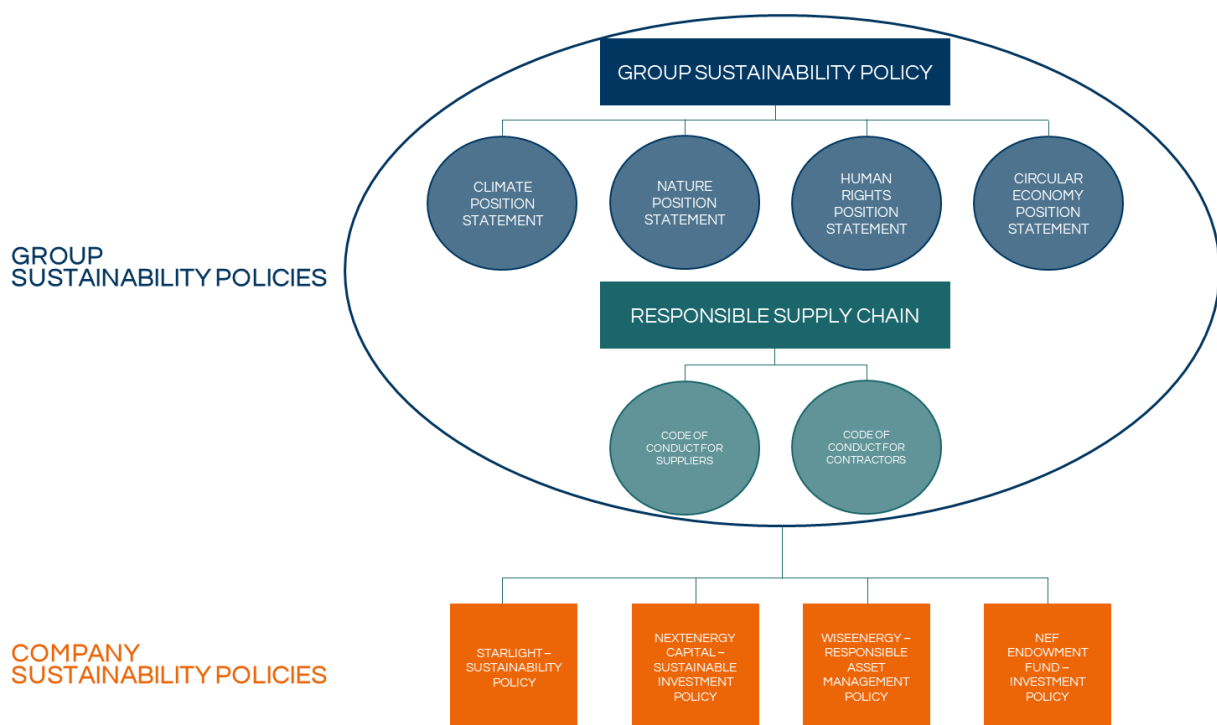 GROUP SUSTAINABILITY POLICY
CLIMATE
POSITION
STATEMENT
NATURE
POSITION
STATEMENT
HUMAN
RIGHTS
POSITION
STATEMENT
CIRCULAR
ECONOMY
POSITION
STATEMENT
GROUP
SUSTAINABILITY POLICIES
RESPONSIBLE SUPPLY CHAIN
CODE OF
CONDUCT FOR
SUPPLIERS
CODE OF
CONDUCT FOR
CONTRACTORS
COMPANY
SUSTAINABILITY POLICIES
STARLIGHT –
SUSTAINABILITY
POLICY
NEXTENERGY
CAPITAL –
SUSTAINABLE
INVESTMENT
POLICY
WISEENERGY –
RESPONSIBLE
ASSET
MANAGEMENT
POLICY
NEF
ENDOWMENT
FUND –
INVESTMENT
POLICY